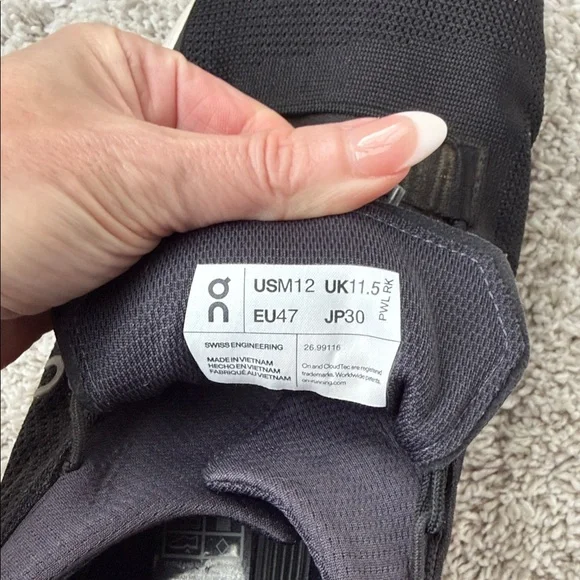 USM12 UK11.5
EU47 JP30
PWL RK
SWISS ENGINEERING
26.99116
MADE IN VIETNAM
HECHO EN VIETNAM
FABRIQUÉ AU VIETNAM
On and CloudTec are registered
trademarks. Worldwide patents.
on-running.com